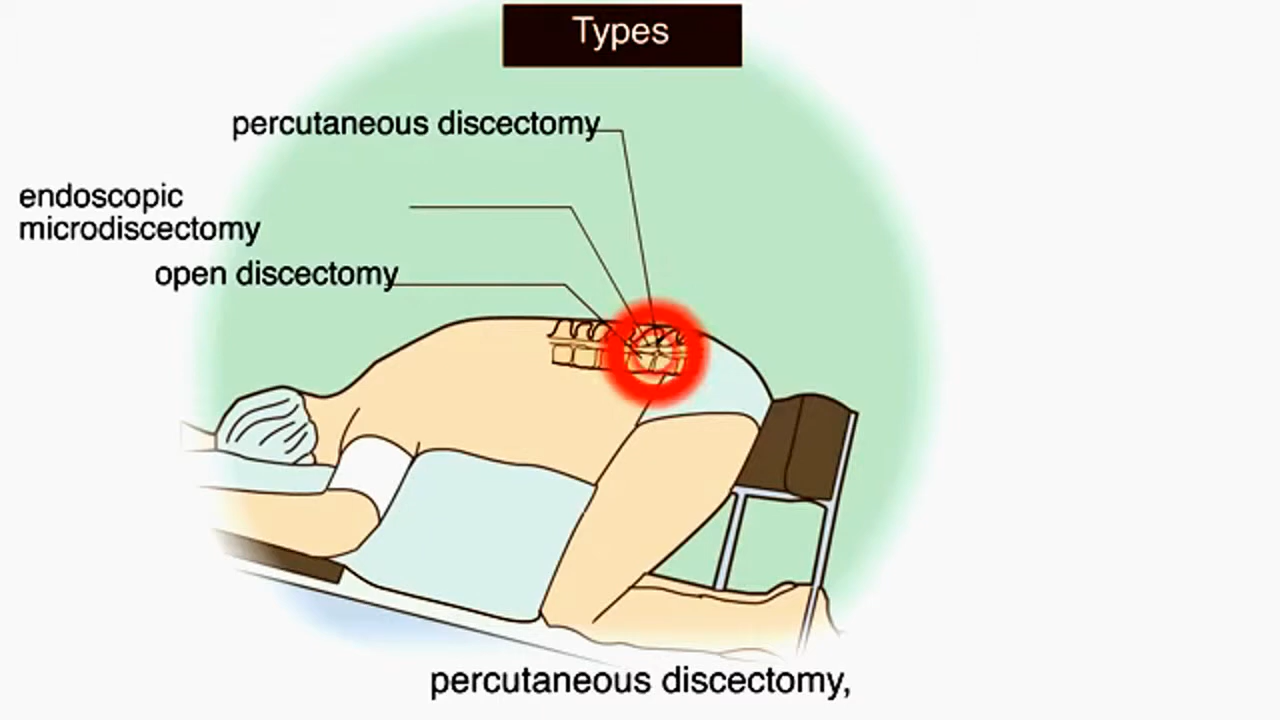 Types
percutaneous discectomy
endoscopic
microdiscectomy
open discectomy
percutaneous discectomy,